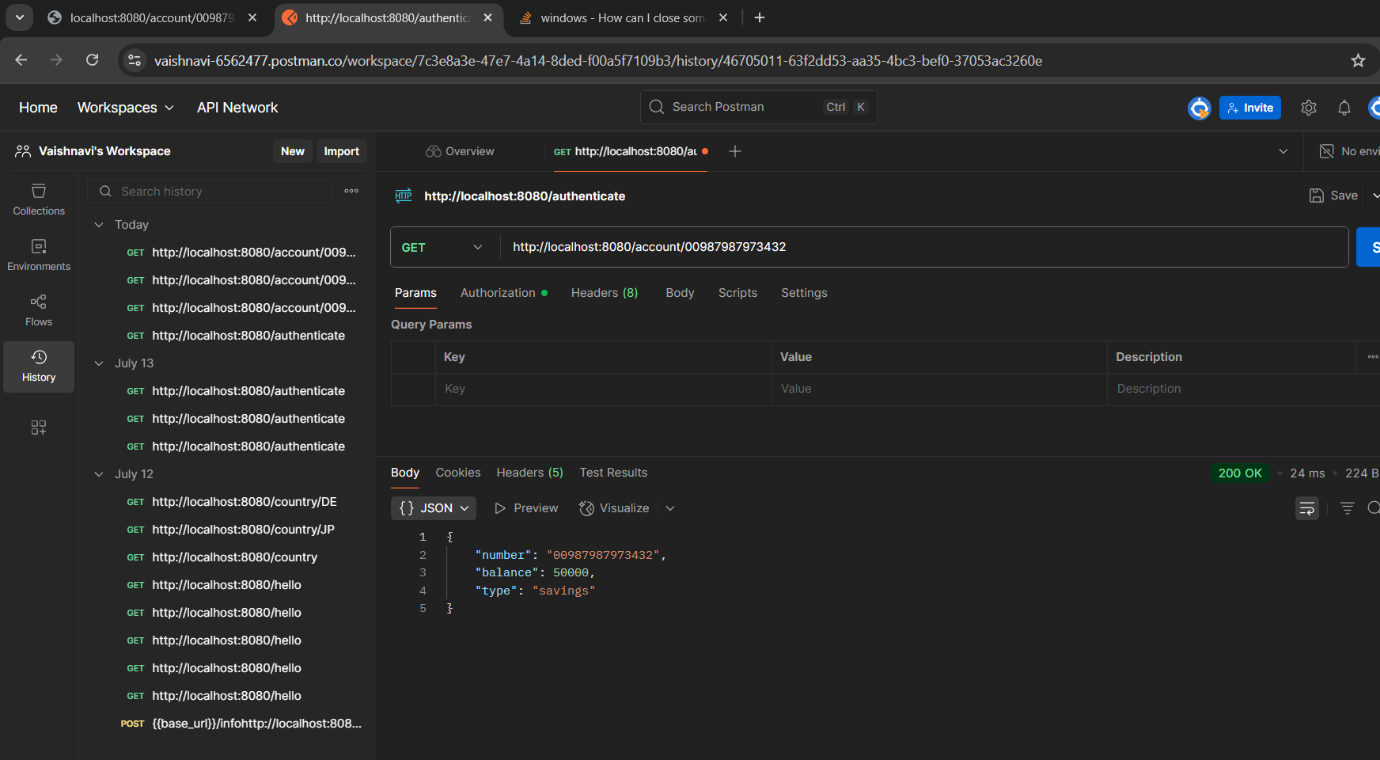 localhost:8080/account/009879
http://localhost:8080/authentic
windows - How can I close som
vaishnavi-6562477.postman.co/workspace/7c3e8a3e-47e7-4a14-8ded-f00a5f7109b3/history/46705011-63f2dd53-aa35-4bc3-bef0-37053ac3260e
Home Workspaces API Network
Search Postman Ctrl K
Invite
Vaishnavi's Workspace New Import
Overview
GET http://localhost:8080/au
No envi
Collections
Environments
Flows
History
Search history
Today
GET http://localhost:8080/account/009...
GET http://localhost:8080/account/009...
GET http://localhost:8080/account/009...
GET http://localhost:8080/authenticate
July 13
GET http://localhost:8080/authenticate
GET http://localhost:8080/authenticate
GET http://localhost:8080/authenticate
July 12
GET http://localhost:8080/country/DE
GET http://localhost:8080/country/JP
GET http://localhost:8080/country
GET http://localhost:8080/hello
GET http://localhost:8080/hello
GET http://localhost:8080/hello
GET http://localhost:8080/hello
GET http://localhost:8080/hello
POST {{base_url}}/infohttp://localhost:808...
HTTP http://localhost:8080/authenticate Save
GET http://localhost:8080/account/00987987973432 S
Params Authorization Headers (8) Body Scripts Settings
Query Params
Key Value Description
Key Value Description
Body Cookies Headers (5) Test Results 200 OK 24 ms 224 B
{} JSON Preview Visualize
1 {
2 "number": "00987987973432",
3 "balance": 50000,
4 "type": "savings"
5 }